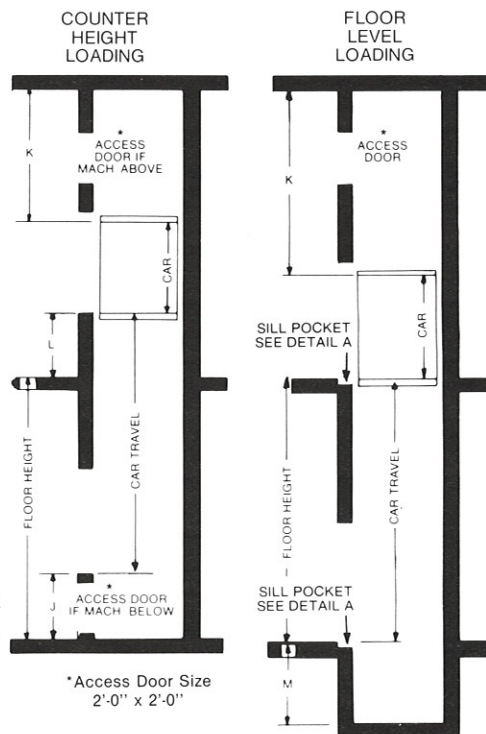 COUNTER
HEIGHT
LOADING
*
ACCESS
DOOR IF
MACH ABOVE
K
CAR
L
CAR TRAVEL
FLOOR HEIGHT
*
ACCESS DOOR
IF MACH BELOW
J
*Access Door Size
2'-0" x 2'-0"
FLOOR
LEVEL
LOADING
*
ACCESS
DOOR
K
CAR
SILL POCKET
SEE DETAIL A
FLOOR HEIGHT
CAR TRAVEL
SILL POCKET
SEE DETAIL A
M